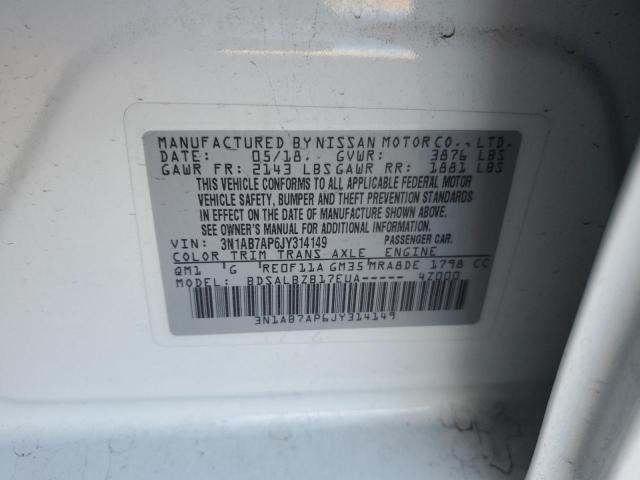 MANUFACTURED BY NISSAN MOTOR CO., LTD.
DATE: 05/18. GVWR: 3876 LBS
GAWR FR: 2143 LBS GAWR RR: 1881 LBS
THIS VEHICLE CONFORMS TO ALL APPLICABLE FEDERAL MOTOR
VEHICLE SAFETY, BUMPER AND THEFT PREVENTION STANDARDS
IN EFFECT ON THE DATE OF MANUFACTURE SHOWN ABOVE.
SEE OWNER'S MANUAL FOR ADDITIONAL INFORMATION.
VIN: 3N1AB7AP6JY314149 PASSENGER CAR.
COLOR TRIM TRANS AXLE ENGINE
QM1 G RE0F11A GM35 MRA8DE 1798 CC
MODEL: BDSALBZB17EUA----- 4Z000
3N1AB7AP6JY314149